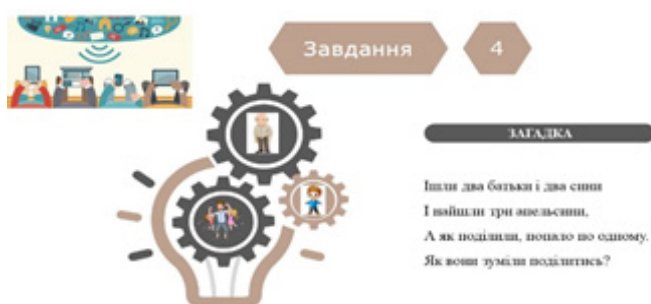 Завдання 4
ЗАГАДКА
Ішли два батьки і два сини
І найшли три апельсини,
А як поділили, попало по одному.
Як вони зуміли поділитись?